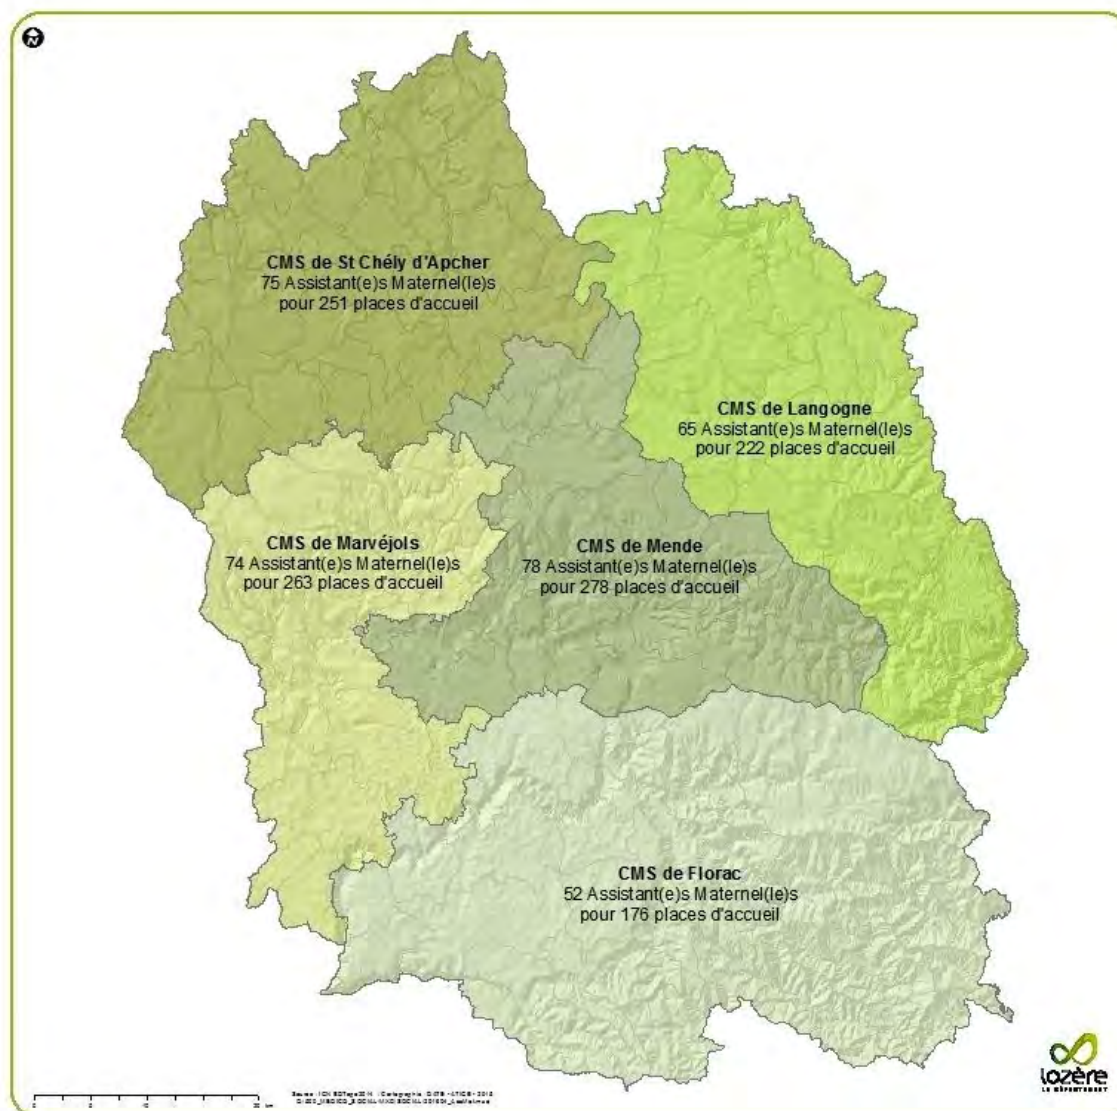 N
CMS de St Chély d'Apcher
75 Assistant(e)s Maternel(le)s
pour 251 places d'accueil
CMS de Langogne
65 Assistant(e)s Maternel(le)s
pour 222 places d'accueil
CMS de Marvéjols
74 Assistant(e)s Maternel(le)s
pour 263 places d'accueil
CMS de Mende
78 Assistant(e)s Maternel(le)s
pour 278 places d'accueil
CMS de Florac
52 Assistant(e)s Maternel(le)s
pour 176 places d'accueil
lozère
LE DÉPARTEMENT